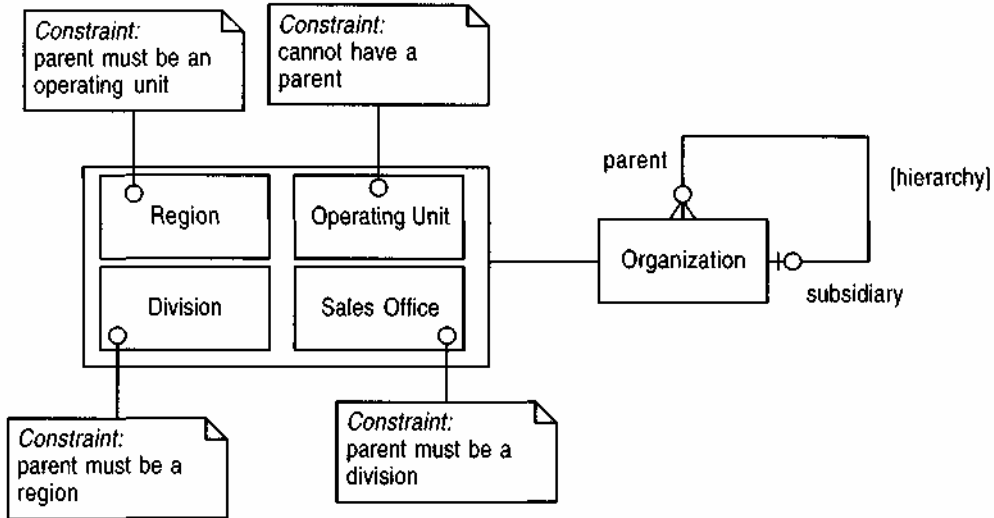 Constraint:
parent must be an
operating unit
Constraint:
cannot have a
parent
parent
[hierarchy]
Region
Operating Unit
Organization
Division
Sales Office
subsidiary
Constraint:
parent must be a
region
Constraint:
parent must be a
division